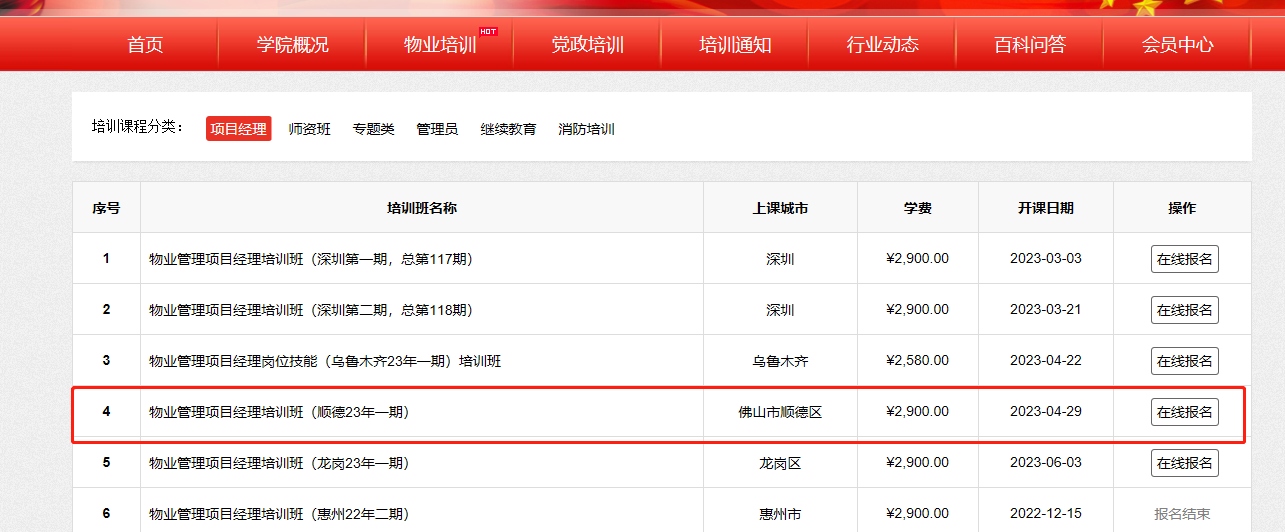 首页 学院概况 物业培训 HOT 党政培训 培训通知 行业动态 百科问答 会员中心
培训课程分类： 项目经理 师资班 专题类 管理员 继续教育 消防培训
序号 培训班名称 上课城市 学费 开课日期 操作
1 物业管理项目经理培训班（深圳第一期，总第117期） 深圳 ¥2,900.00 2023-03-03 在线报名
2 物业管理项目经理培训班（深圳第二期，总第118期） 深圳 ¥2,900.00 2023-03-21 在线报名
3 物业管理项目经理岗位技能（乌鲁木齐23年一期）培训班 乌鲁木齐 ¥2,580.00 2023-04-22 在线报名
4 物业管理项目经理培训班（顺德23年一期） 佛山市顺德区 ¥2,900.00 2023-04-29 在线报名
5 物业管理项目经理培训班（龙岗23年一期） 龙岗区 ¥2,900.00 2023-06-03 在线报名
6 物业管理项目经理培训班（惠州22年二期） 惠州市 ¥2,900.00 2022-12-15 报名结束